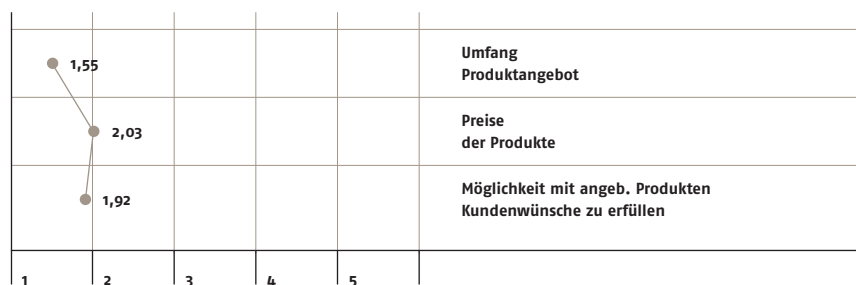 1,55
Umfang
Produktangebot
2,03
Preise
der Produkte
1,92
Möglichkeit mit angeb. Produkten
Kundenwünsche zu erfüllen
1 2 3 4 5